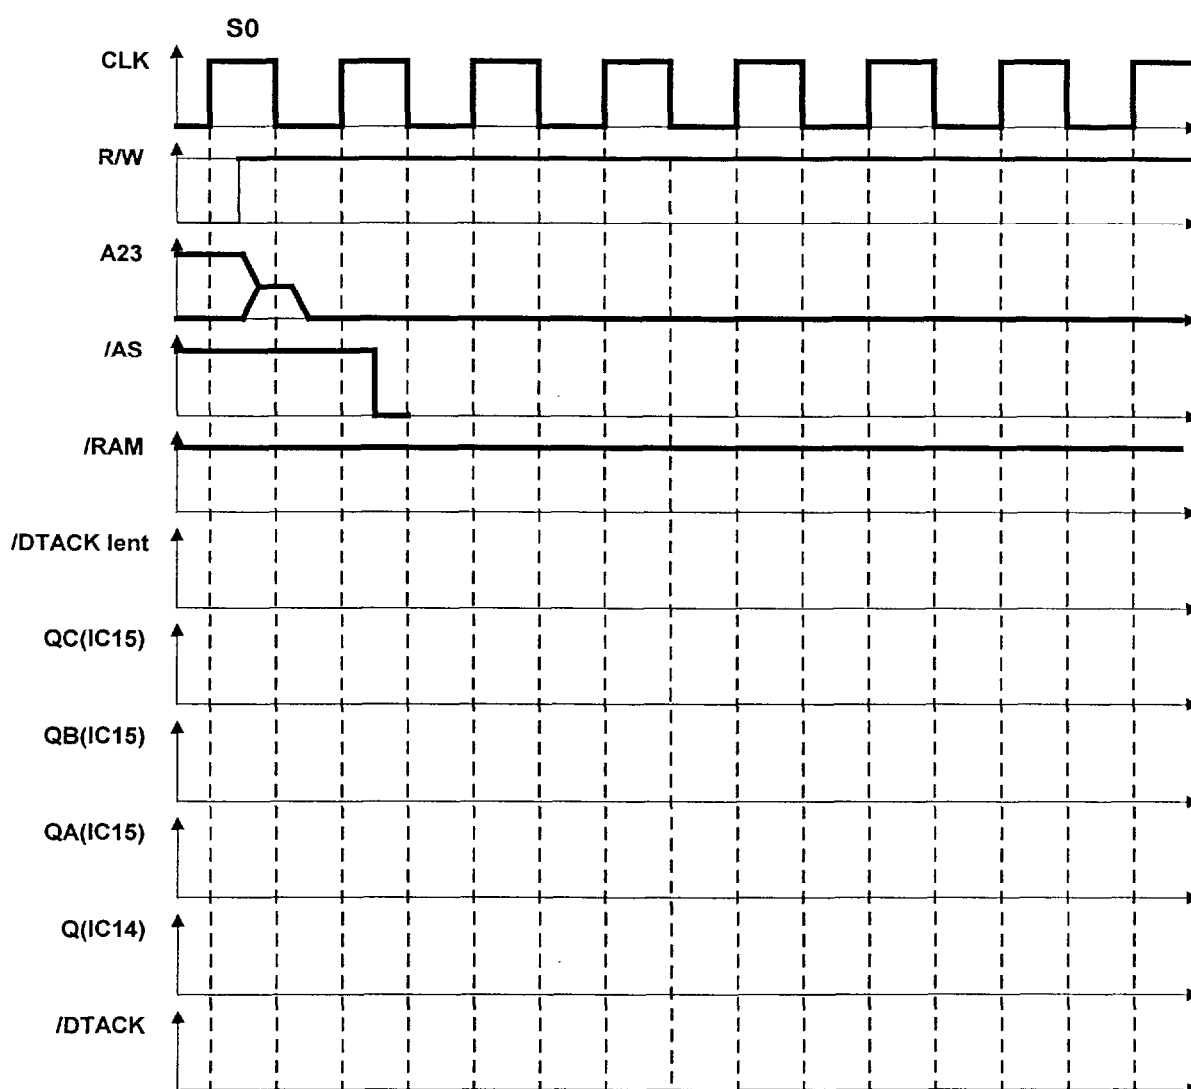 S0
CLK
R/W
A23
/AS
/RAM
/DTACK lent
QC(IC15)
QB(IC15)
QA(IC15)
Q(IC14)
/DTACK